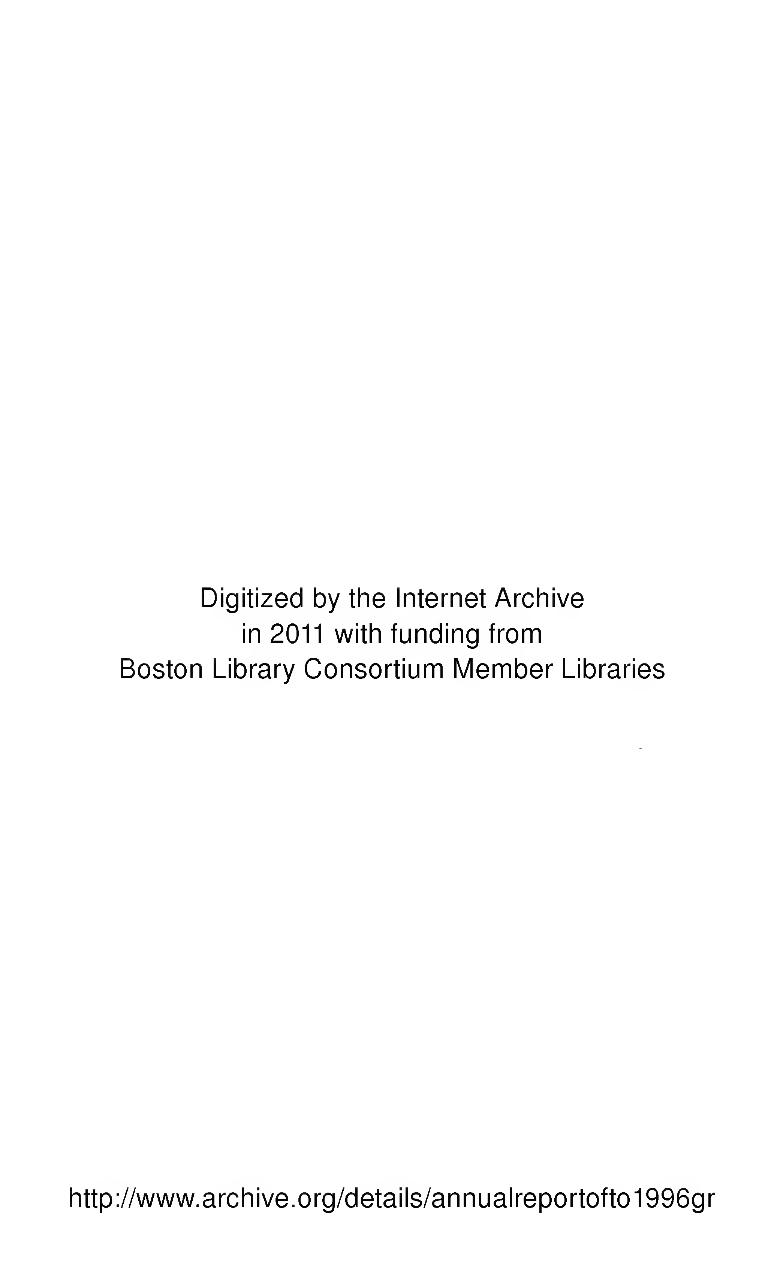 Digitized by the Internet Archive
in 2011 with funding from
Boston Library Consortium Member Libraries
http://www.archive.org/details/annualreportofto1996gr